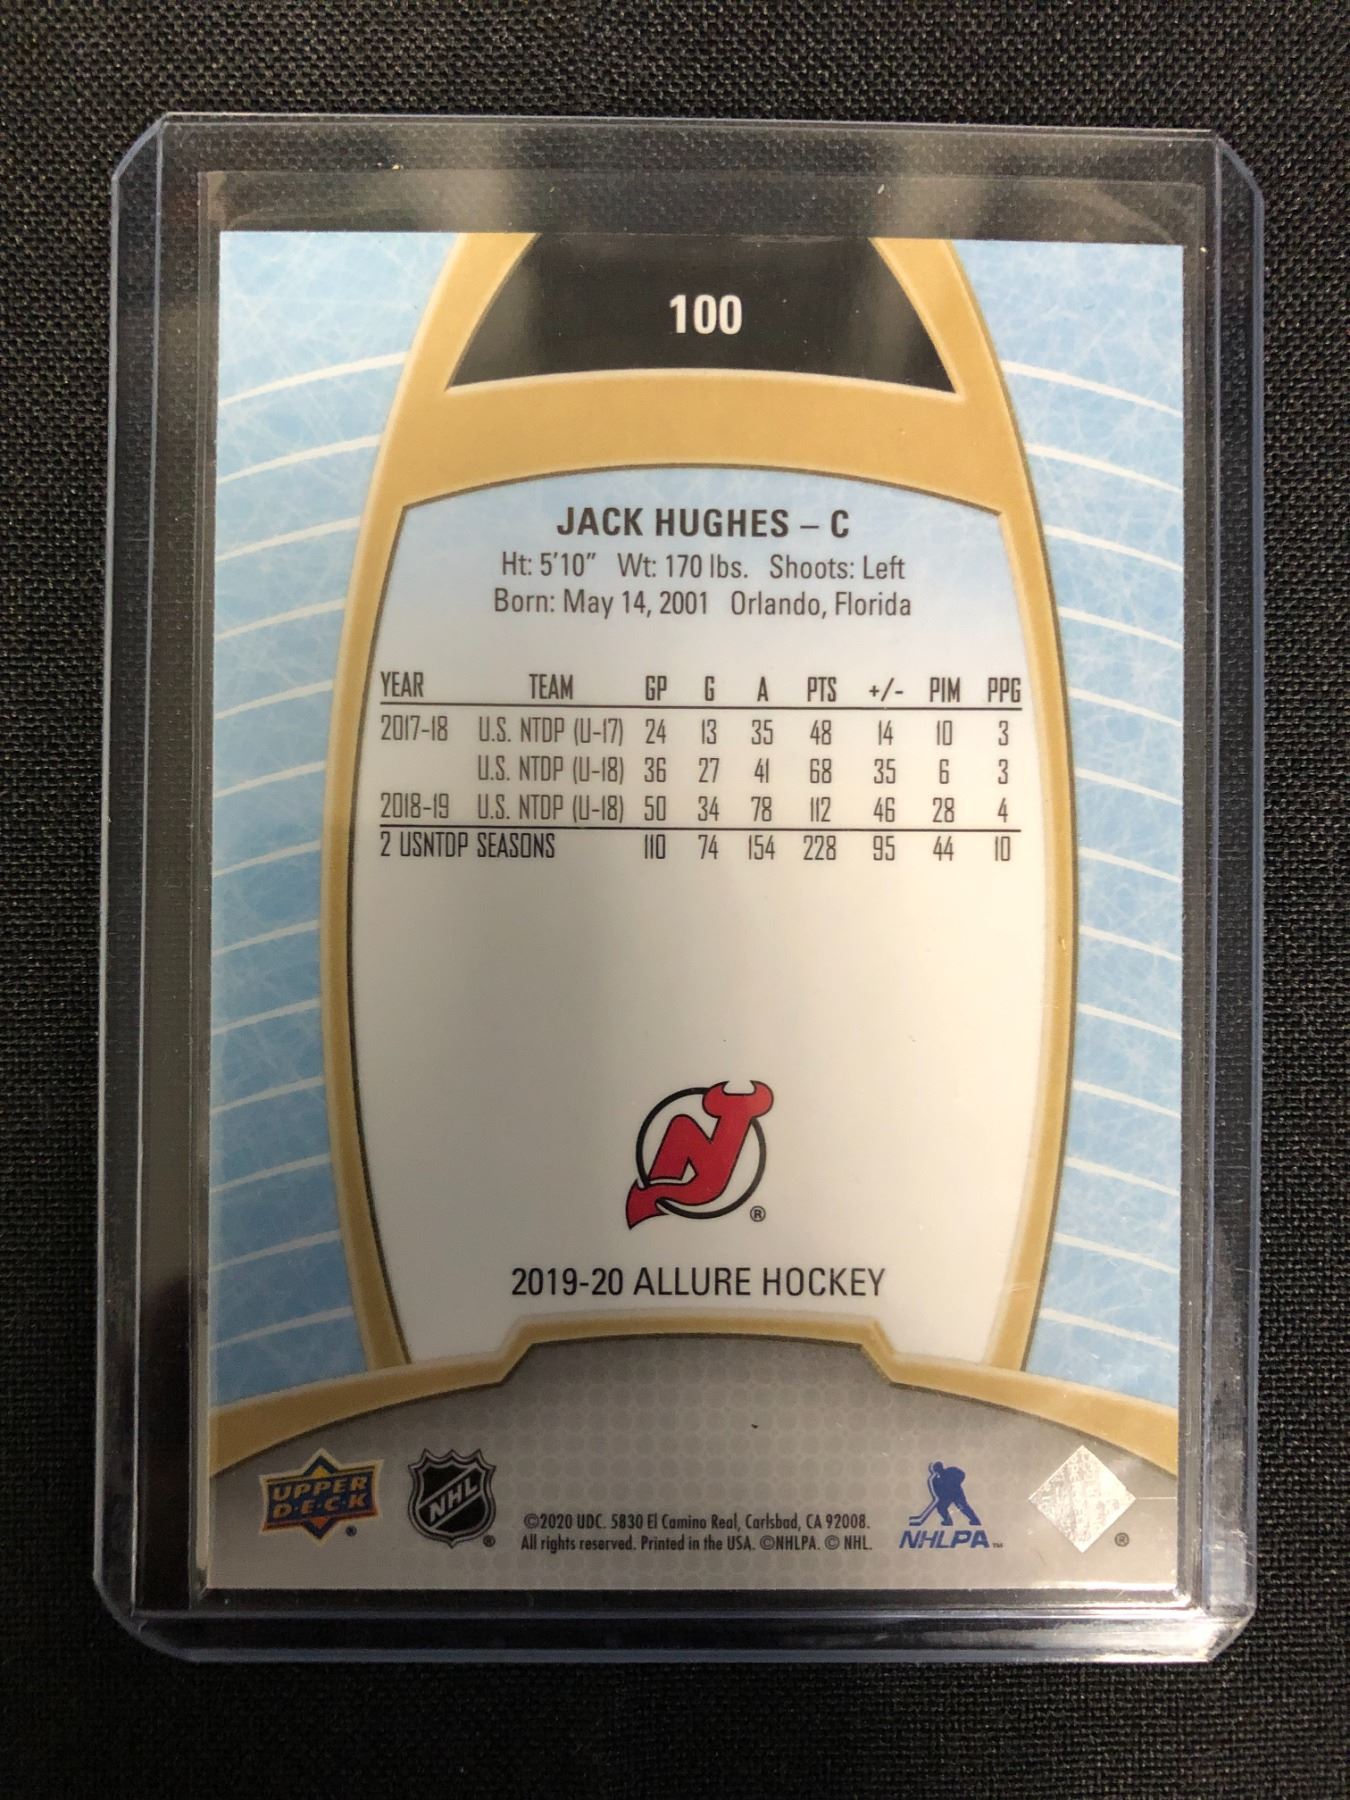 100
JACK HUGHES – C
Ht: 5'10" Wt: 170 lbs. Shoots: Left
Born: May 14, 2001 Orlando, Florida
YEAR TEAM GP G A PTS +/- PIM PPG
2017-18 U.S. NTDP (U-17) 24 13 35 48 14 10 3
U.S. NTDP (U-18) 36 27 41 68 35 6 3
2018-19 U.S. NTDP (U-18) 50 34 78 112 46 28 4
2 USNTDP SEASONS 110 74 154 228 95 44 10
®
2019-20 ALLURE HOCKEY
UPPER
D·E·C·K ®
NHL ®
©2020 UDC. 5830 El Camino Real, Carlsbad, CA 92008.
All rights reserved. Printed in the USA. ©NHLPA. © NHL.
NHLPA™
®